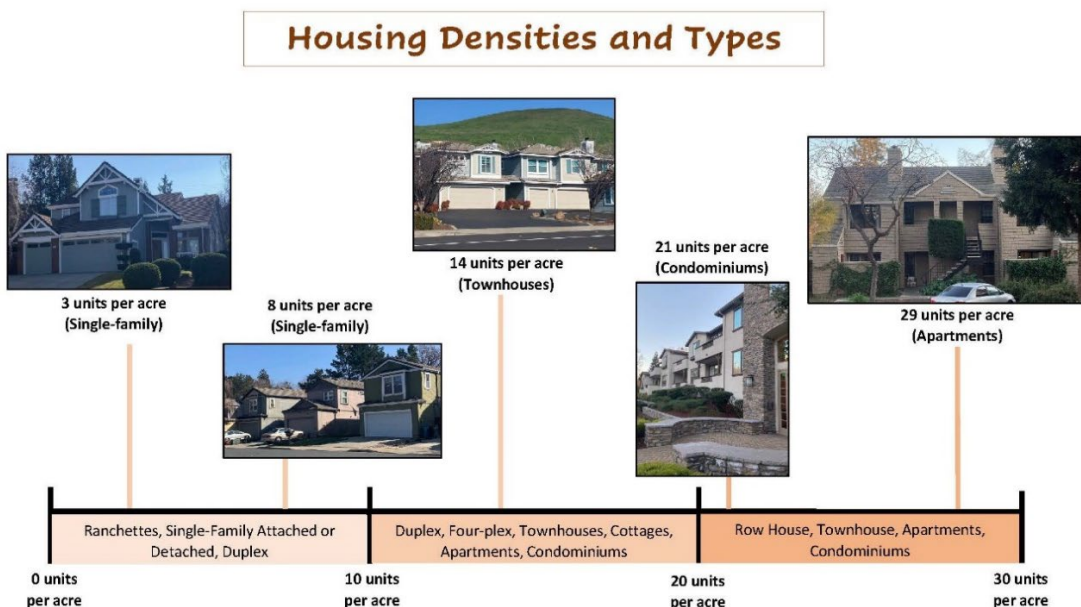 Housing Densities and Types
3 units per acre
(Single-family)
8 units per acre
(Single-family)
14 units per acre
(Townhouses)
21 units per acre
(Condominiums)
29 units per acre
(Apartments)
Ranchettes, Single-Family Attached or
Detached, Duplex
Duplex, Four-plex, Townhouses, Cottages,
Apartments, Condominiums
Row House, Townhouse, Apartments,
Condominiums
0 units
per acre
10 units
per acre
20 units
per acre
30 units
per acre